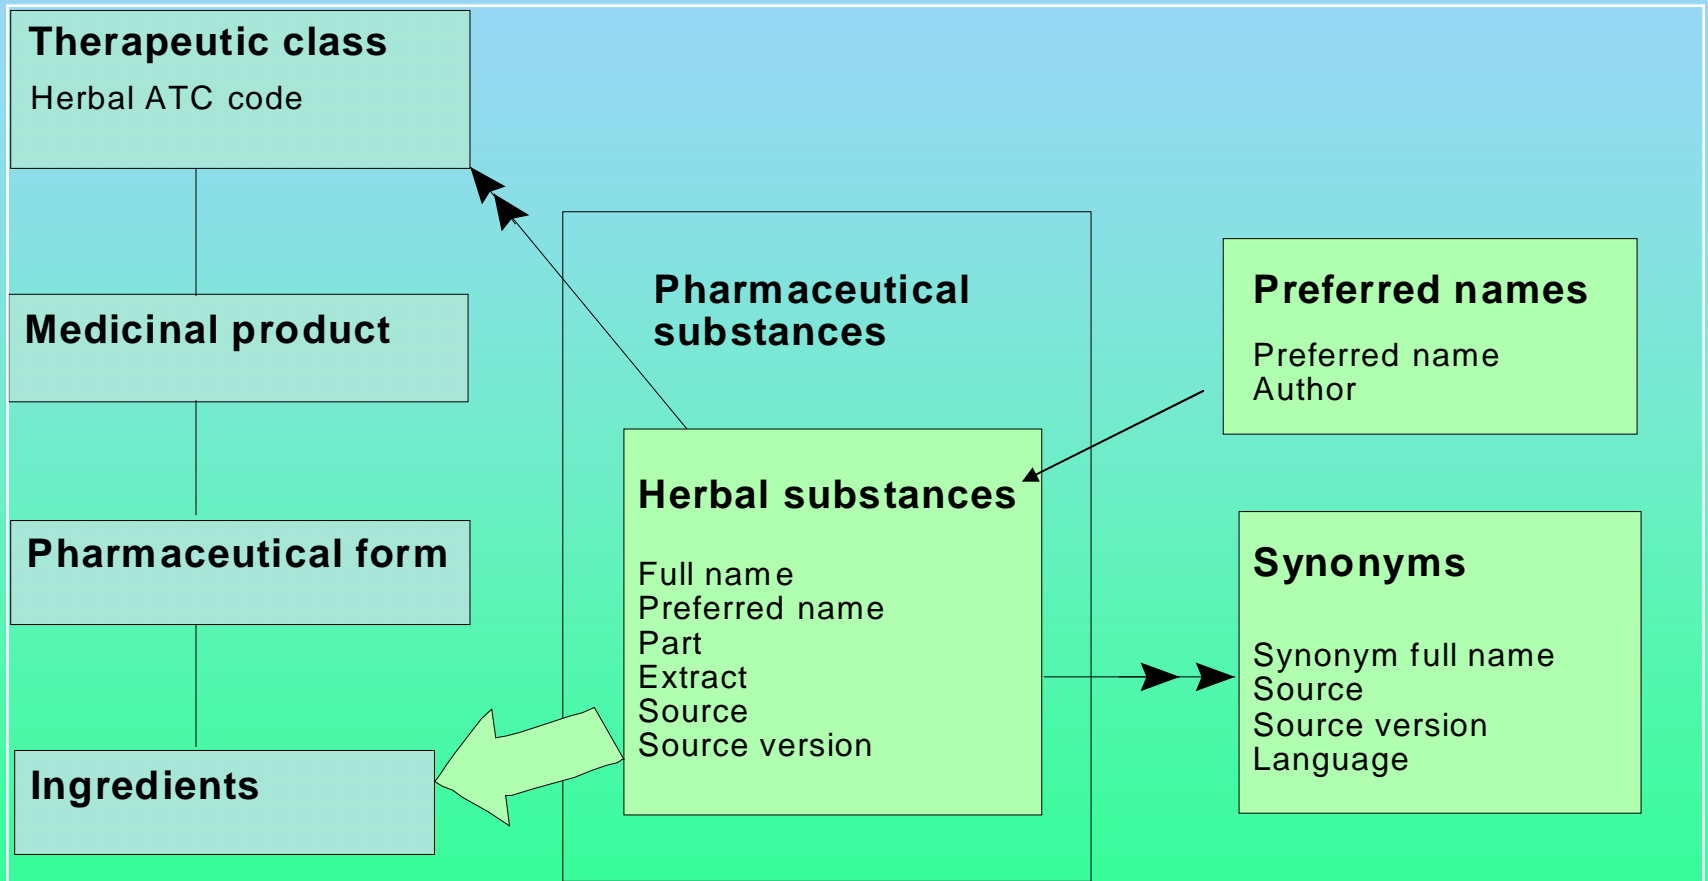 Therapeutic class
Herbal ATC code
Medicinal product
Pharmaceutical form
Ingredients
Pharmaceutical
substances
Herbal substances
Full name
Preferred name
Part
Extract
Source
Source version
Preferred names
Preferred name
Author
Synonyms
Synonym full name
Source
Source version
Language